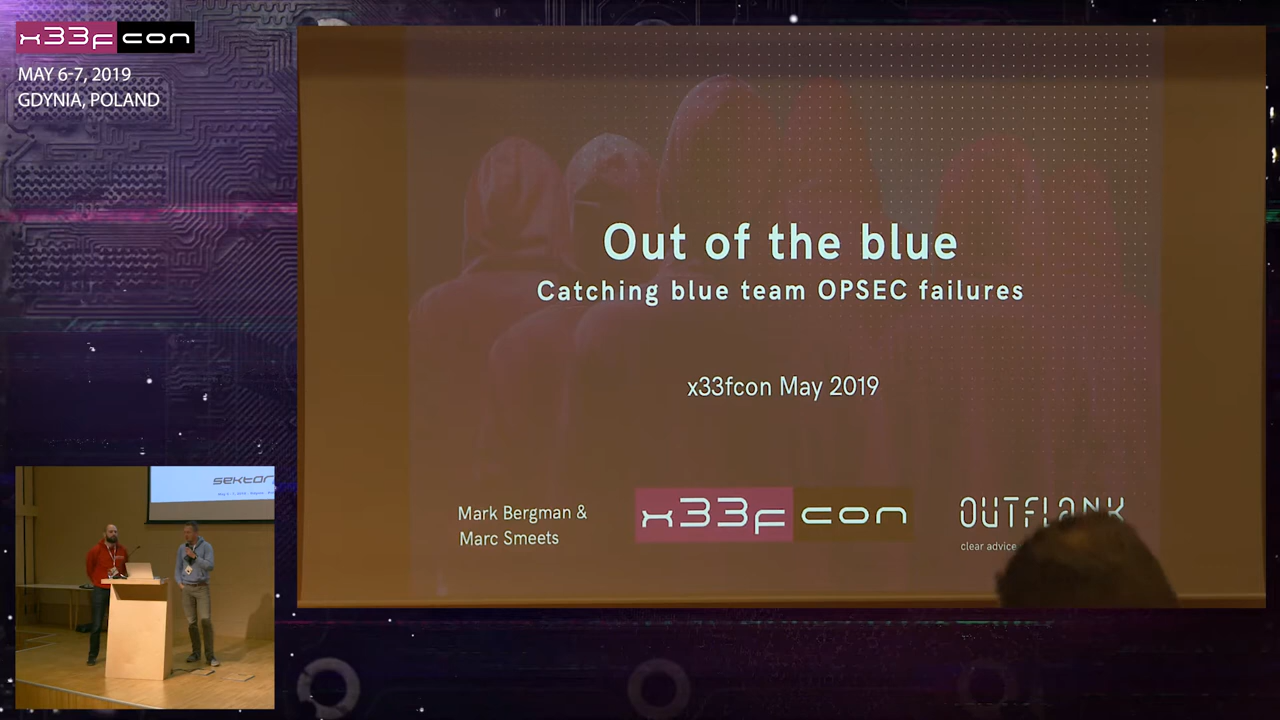 x33fcon
MAY 6-7, 2019
GDYNIA, POLAND
Out of the blue
Catching blue team OPSEC failures
x33fcon May 2019
Mark Bergman &
Marc Smeets
x33fcon
OUTFLANK
clear advice
sektor